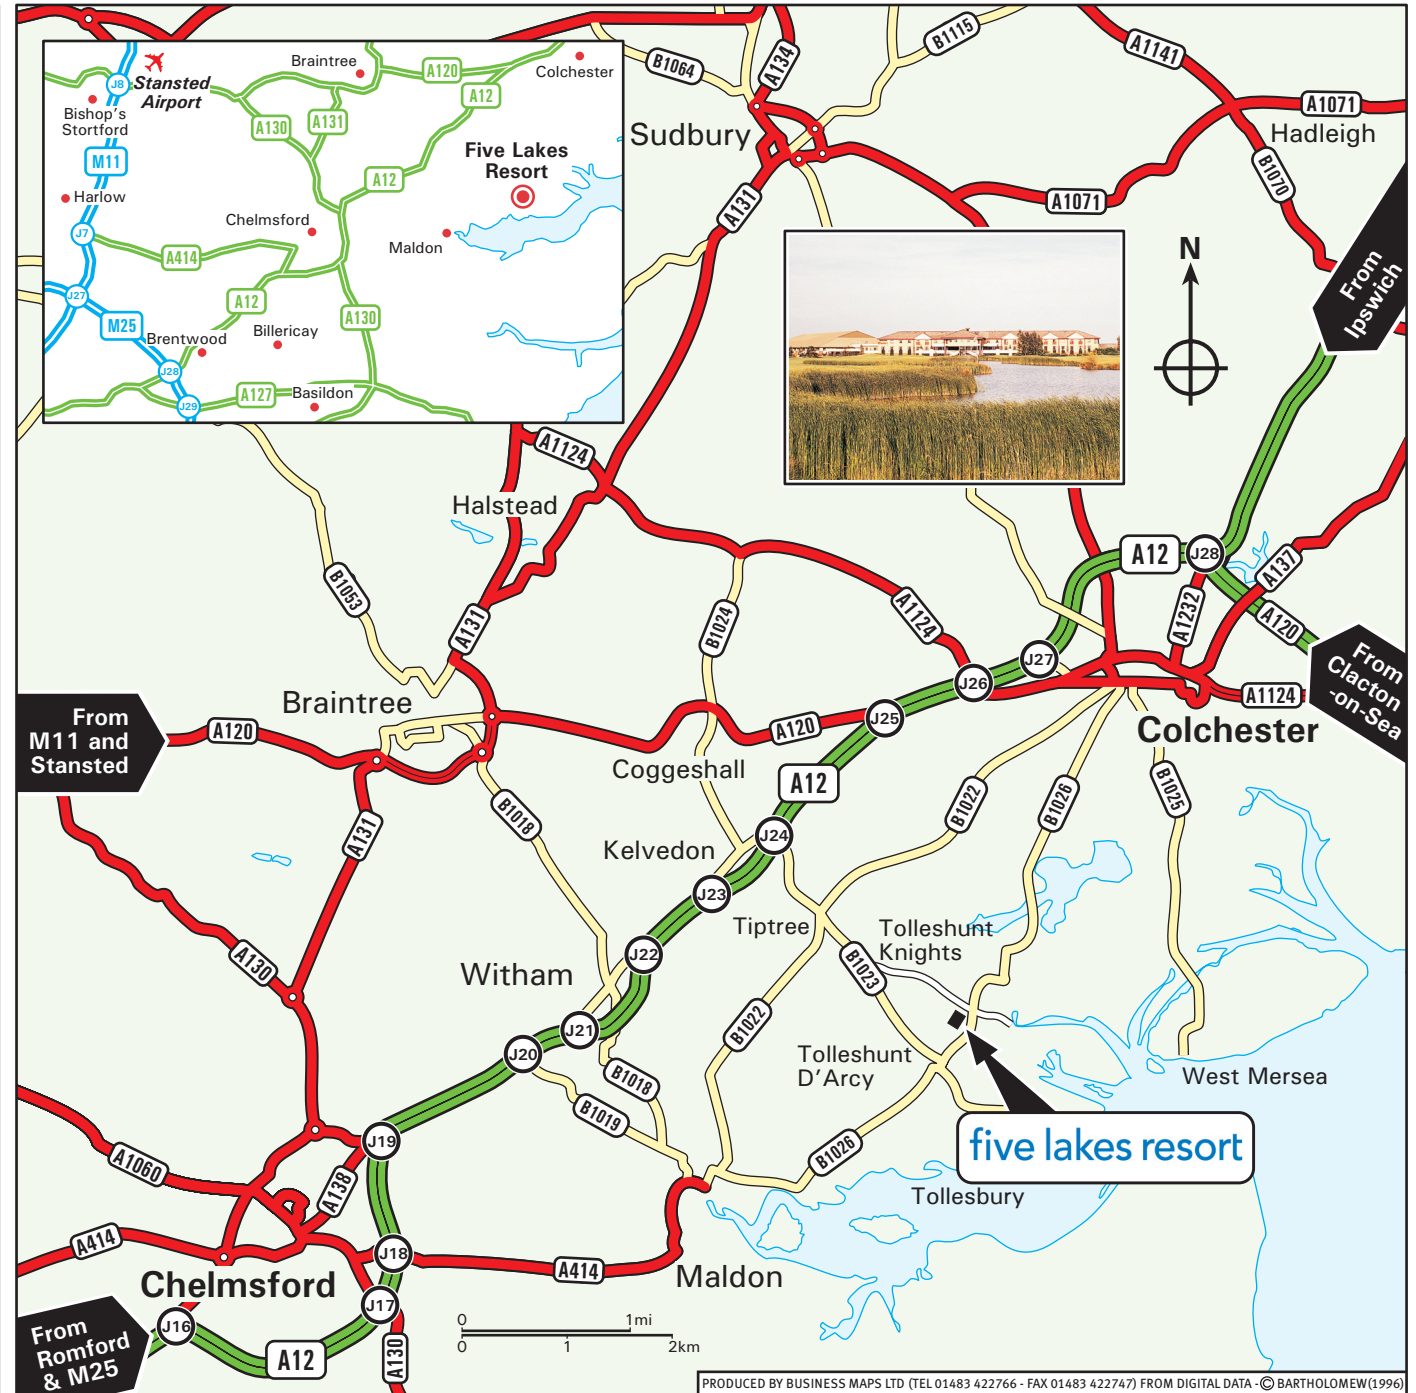 Stansted
Airport
Braintree
Colchester
Bishop's
Stortford
Harlow
Chelmsford
Maldon
Brentwood
Billericay
Basildon
Five Lakes
Resort
J8
M11
J7
J27
M25
J28
J29
A120
A12
A130
A131
A12
A414
A12
A130
A127
B1064
A134
B1115
A1141
A1071
Hadleigh
Sudbury
B1070
A131
A1071
N
From
Ipswich
A1124
Halstead
B1053
A131
B1024
A1124
A12
J28
A137
A1232
A120
From
Clacton
-on-Sea
J27
J26
A1124
Braintree
From
M11 and
Stansted
A120
J25
A120
Colchester
Coggeshall
A12
B1022
B1026
B1025
B1018
A131
J24
Kelvedon
J23
Tiptree
Tolleshunt
Knights
A130
J22
Witham
B1023
B1022
J21
J20
Tolleshunt
D'Arcy
West Mersea
B1018
B1019
J19
five lakes resort
A1060
A138
B1026
Tollesbury
A414
J18
A414
Maldon
Chelmsford
J17
J16
From
Romford
& M25
A12
A130
0 1mi
0 1 2km
PRODUCED BY BUSINESS MAPS LTD (TEL 01483 422766 - FAX 01483 422747) FROM DIGITAL DATA - © BARTHOLOMEW (1996)